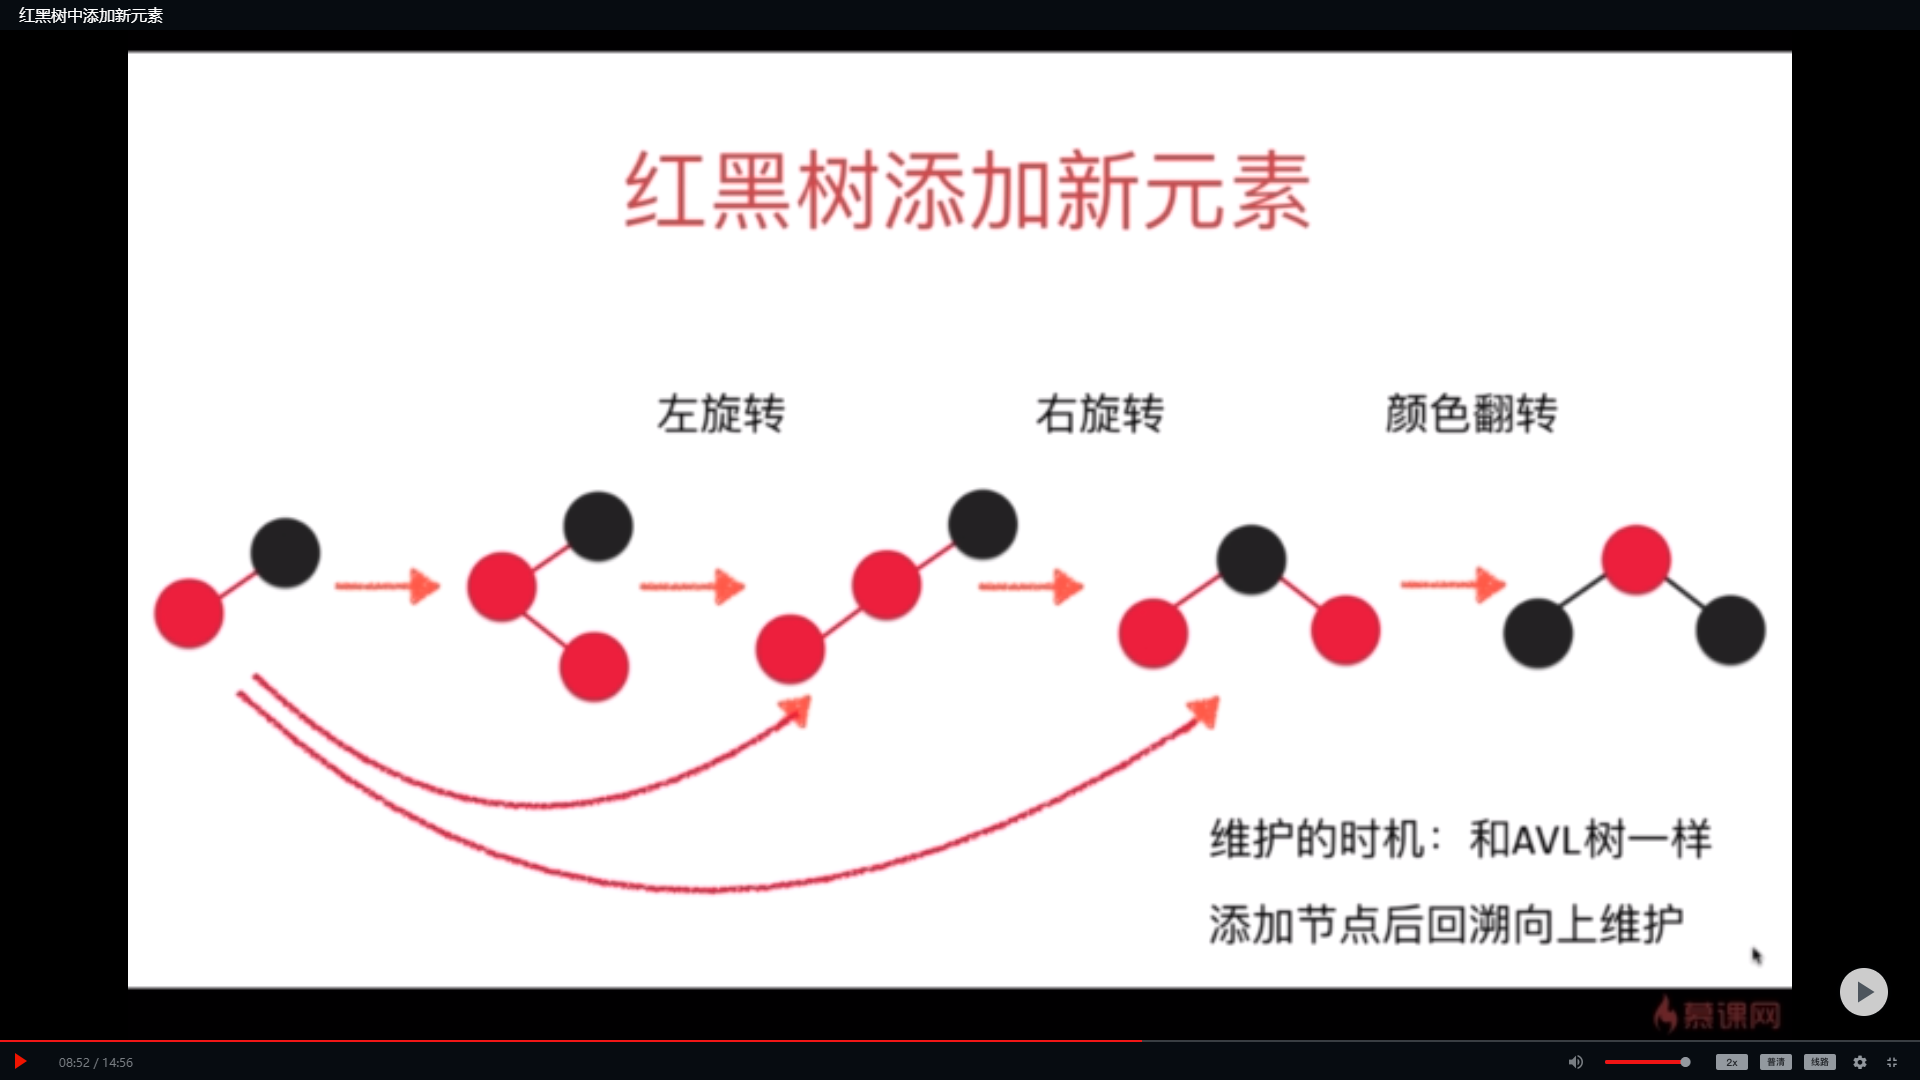 红黑树中添加新元素
红黑树添加新元素
左旋转 右旋转 颜色翻转
维护的时机：和AVL树一样
添加节点后回溯向上维护
慕课网
08:52 / 14:56 2x 普清 线路